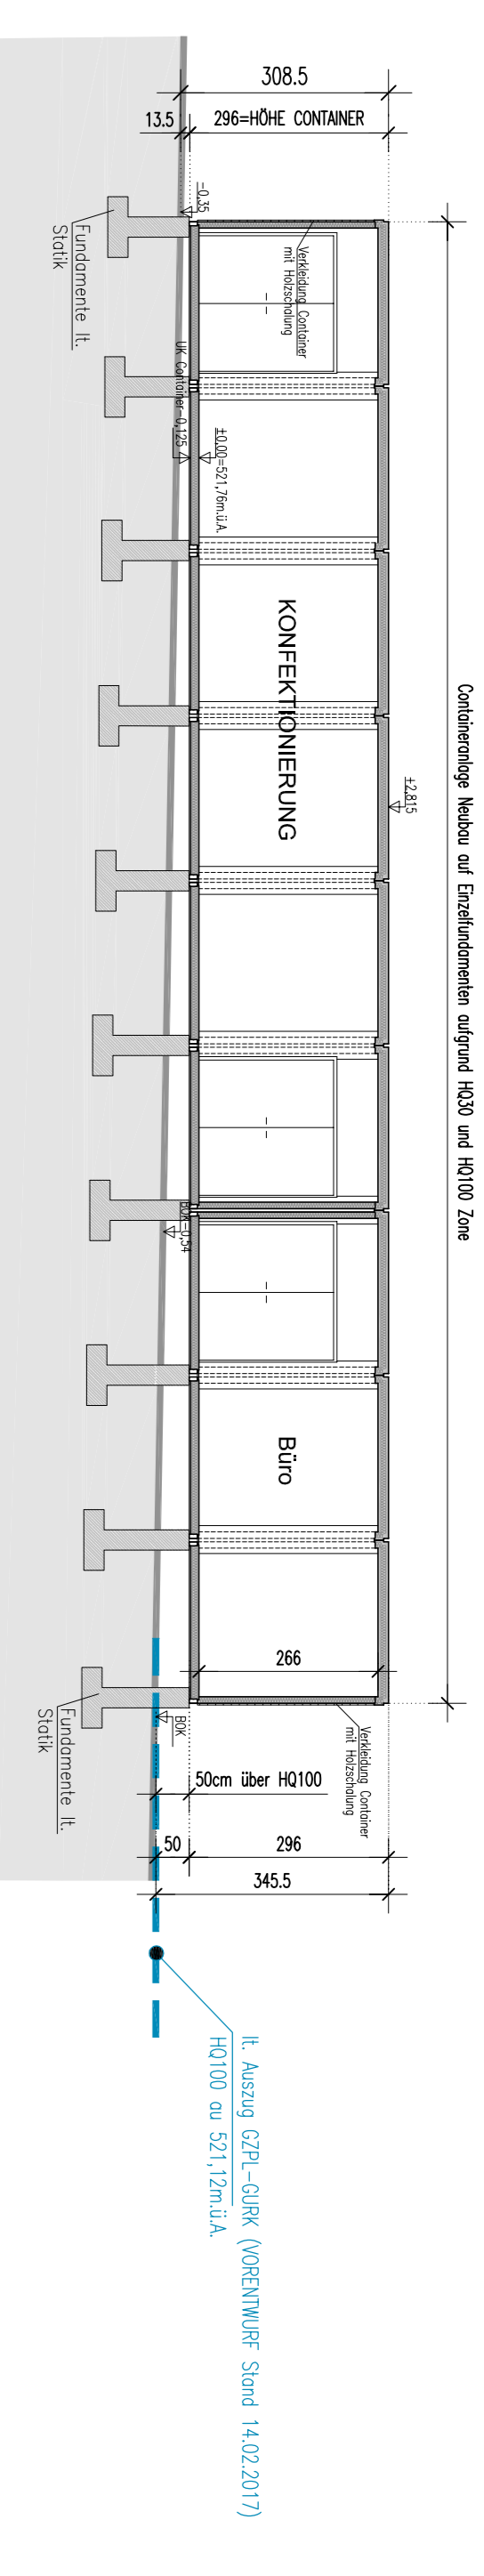 Containeranlage Neubau auf Einzelfundamenten aufgrund HQ30 und HQ100 Zone
308.5
13.5
296=HÖHE CONTAINER
-0,35
Fundamente lt.
Statik
Verkleidung Container
mit Holzschalung
UK Container-0,125
±0,00=521,76m.ü.A.
KONFEKTIONIERUNG
±2,815
BOK-0,54
Büro
266
BOK
Fundamente lt.
Statik
Verkleidung Container
mit Holzschalung
50cm über HQ100
50
296
345.5
lt. Auszug GZPL-GURK (VORENTWURF Stand 14.02.2017)
HQ100 au 521,12m.ü.A.